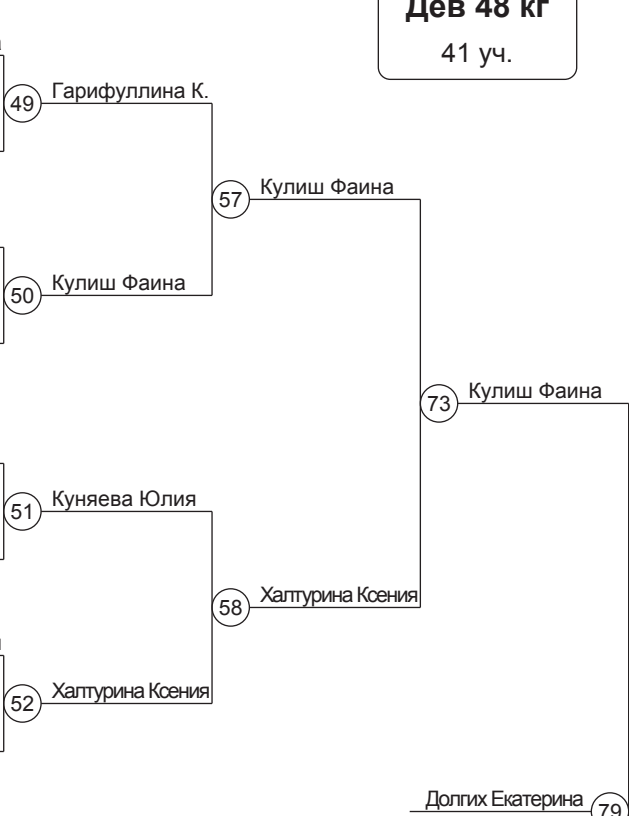 Дев 48 кг
41 уч.
49 Гарифуллина К.
57 Кулиш Фаина
50 Кулиш Фаина
73 Кулиш Фаина
51 Куняева Юлия
58 Халтурина Ксения
52 Халтурина Ксения
Долгих Екатерина 79